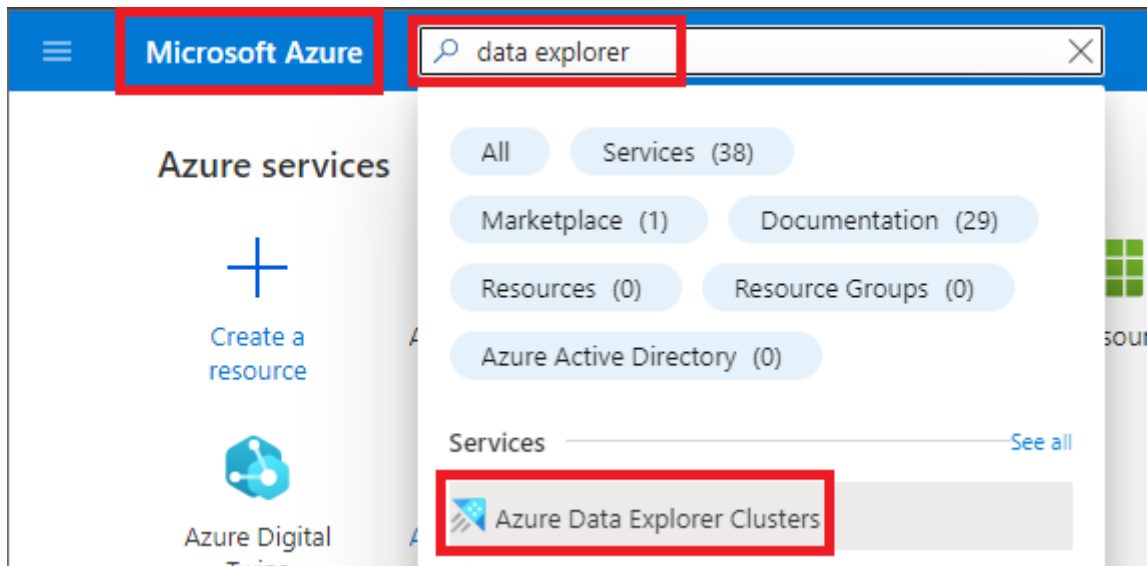 Microsoft Azure
data explorer
All
Services (38)
Marketplace (1)
Documentation (29)
Resources (0)
Resource Groups (0)
Azure Active Directory (0)
Services
See all
Azure Data Explorer Clusters
Azure services
Create a
resource
Azure Digital